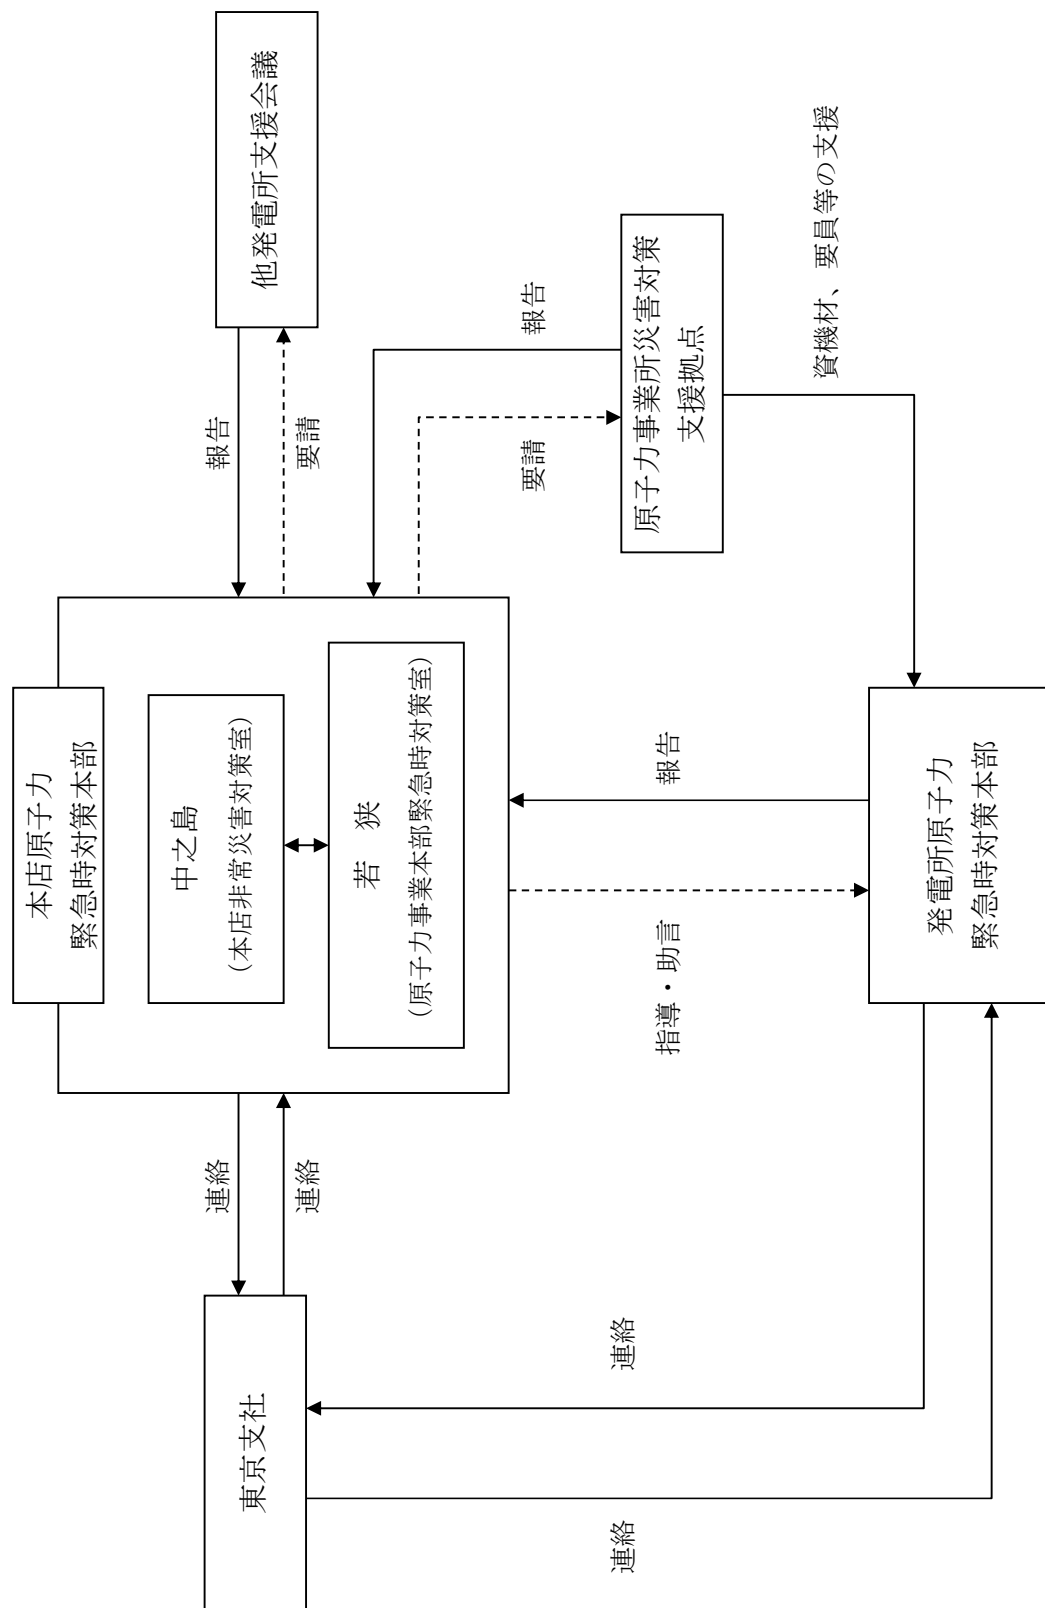 本店原子力
緊急時対策本部
中之島
(本店非常災害対策室)
若　狭
(原子力事業本部緊急時対策室)
東京支社
連絡
連絡
報告
要請
他発電所支援会議
報告
要請
原子力事業所災害対策
支援拠点
資機材、要員等の支援
指導・助言
報告
連絡
連絡
発電所原子力
緊急時対策本部